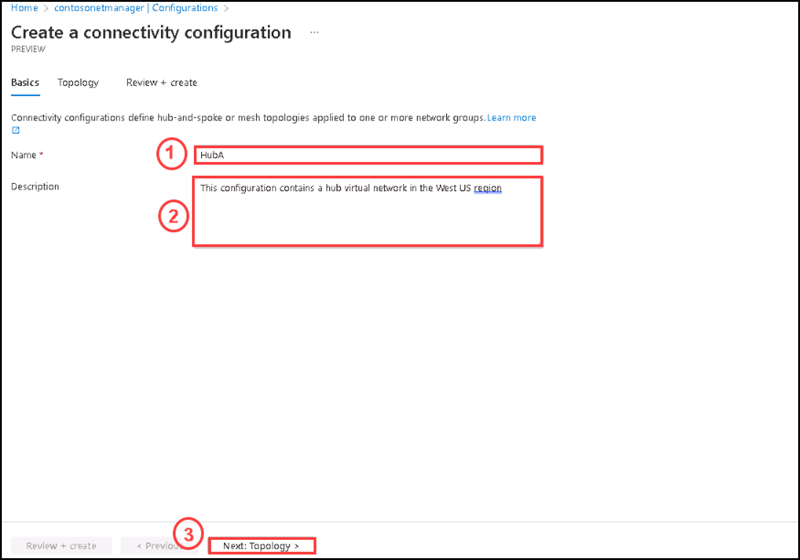 Home > contosonetmanager | Configurations >
Create a connectivity configuration ...
PREVIEW
Basics Topology Review + create
Connectivity configurations define hub-and-spoke or mesh topologies applied to one or more network groups. Learn more
Name * 1 HubA
Description This configuration contains a hub virtual network in the West US region
2
3
Review + create < Previous Next: Topology >